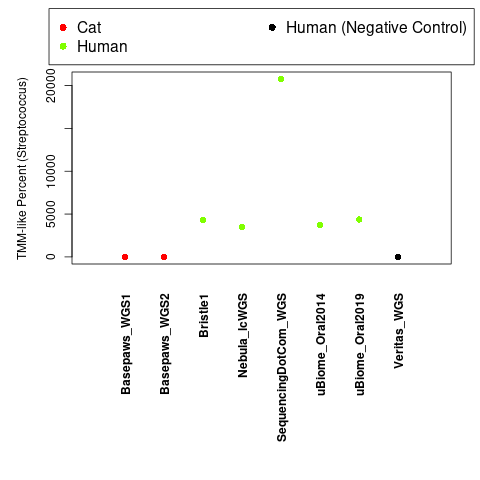 Cat
Human
Human (Negative Control)
TMM-like Percent (Streptococcus)
20000
10000
5000
0
Basepaws_WGS1
Basepaws_WGS2
Bristle1
Nebula_lcWGS
SequencingDotCom_WGS
uBiome_Oral2014
uBiome_Oral2019
Veritas_WGS